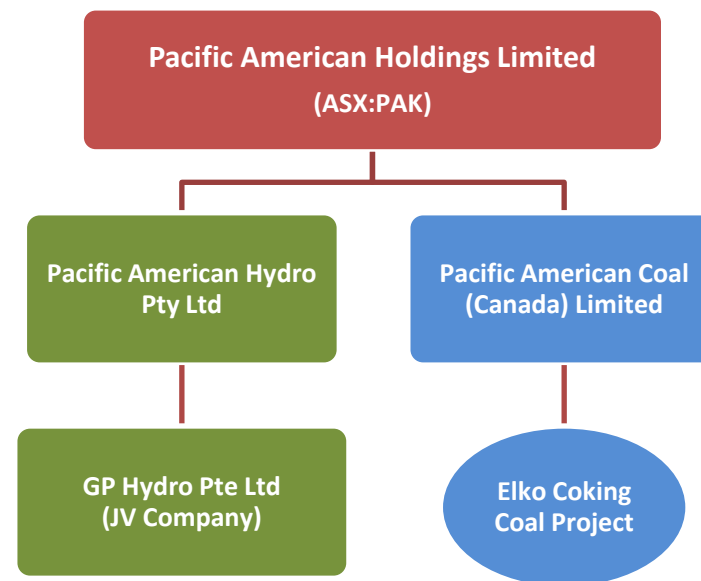 Pacific American Holdings Limited
(ASX:PAK)
Pacific American Hydro
Pty Ltd
Pacific American Coal
(Canada) Limited
GP Hydro Pte Ltd
(JV Company)
Elko Coking
Coal Project